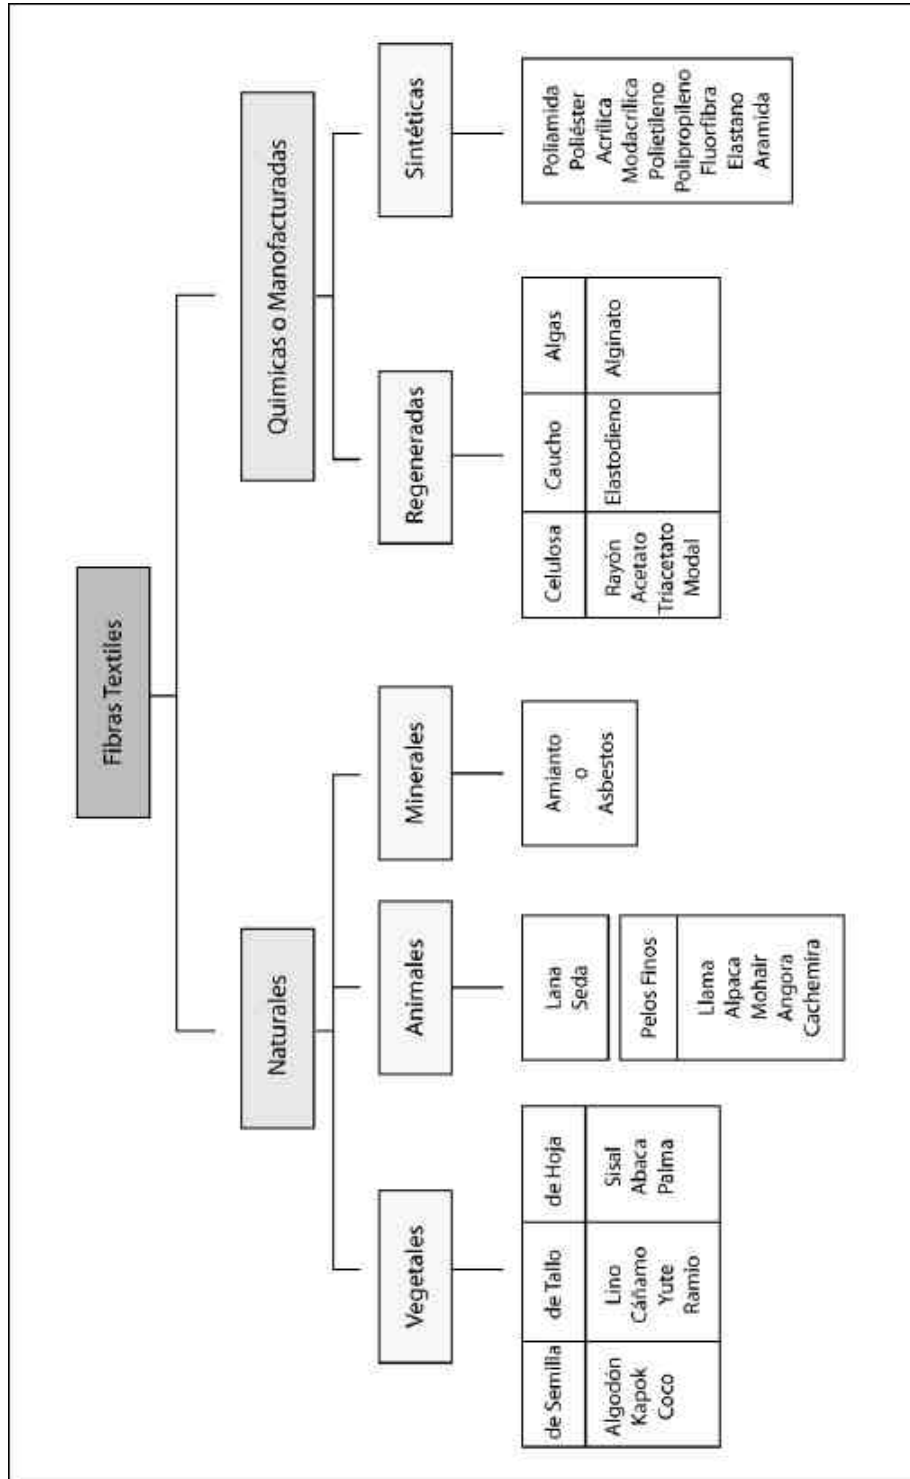 Fibras Textiles
Naturales
Químicas o Manofacturadas
Vegetales
Animales
Minerales
Regeneradas
Sintéticas
de Semilla
de Tallo
de Hoja
Algodón
Kapok
Coco
Lino
Cáñamo
Yute
Ramio
Sisal
Abaca
Palma
Lana
Seda
Pelos Finos
Llama
Alpaca
Mohair
Angora
Cachemira
Amianto
o
Asbestos
Celulosa
Caucho
Algas
Rayón
Acetato
Triacetato
Modal
Elastodieno
Alginato
Poliamida
Poliéster
Acrílica
Modacrílica
Polietileno
Polipropileno
Fluorfibra
Elastano
Aramida